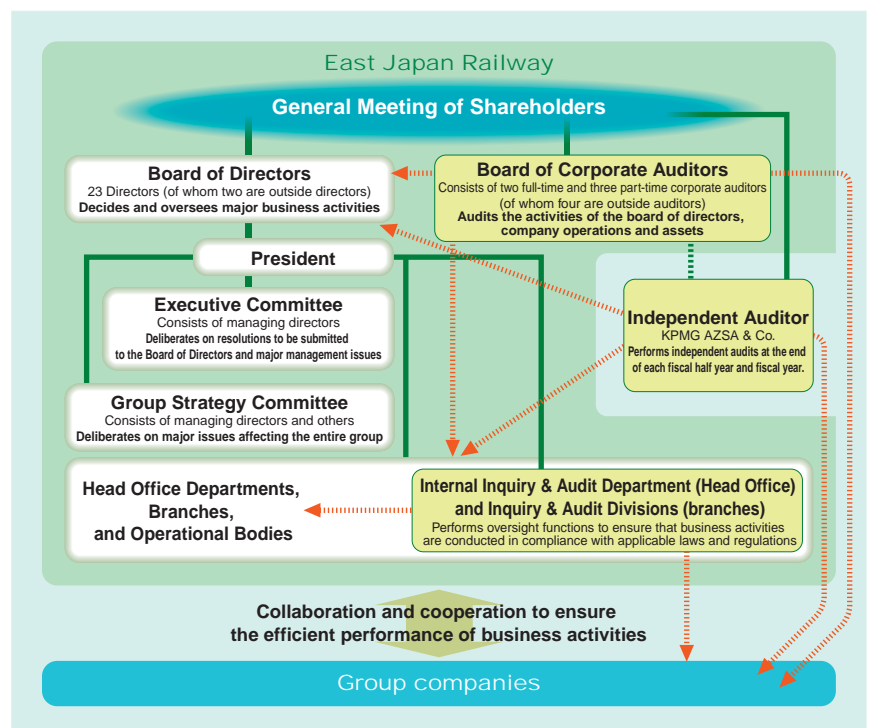 East Japan Railway
General Meeting of Shareholders
Board of Directors
23 Directors (of whom two are outside directors)
Decides and oversees major business activities
Board of Corporate Auditors
Consists of two full-time and three part-time corporate auditors
(of whom four are outside auditors)
Audits the activities of the board of directors,
company operations and assets
President
Executive Committee
Consists of managing directors
Deliberates on resolutions to be submitted
to the Board of Directors and major management issues
Independent Auditor
KPMG AZSA & Co.
Performs independent audits at the end
of each fiscal half year and fiscal year.
Group Strategy Committee
Consists of managing directors and others
Deliberates on major issues affecting the entire group
Head Office Departments,
Branches,
and Operational Bodies
Internal Inquiry & Audit Department (Head Office)
and Inquiry & Audit Divisions (branches)
Performs oversight functions to ensure that business activities
are conducted in compliance with applicable laws and regulations
Collaboration and cooperation to ensure
the efficient performance of business activities
Group companies